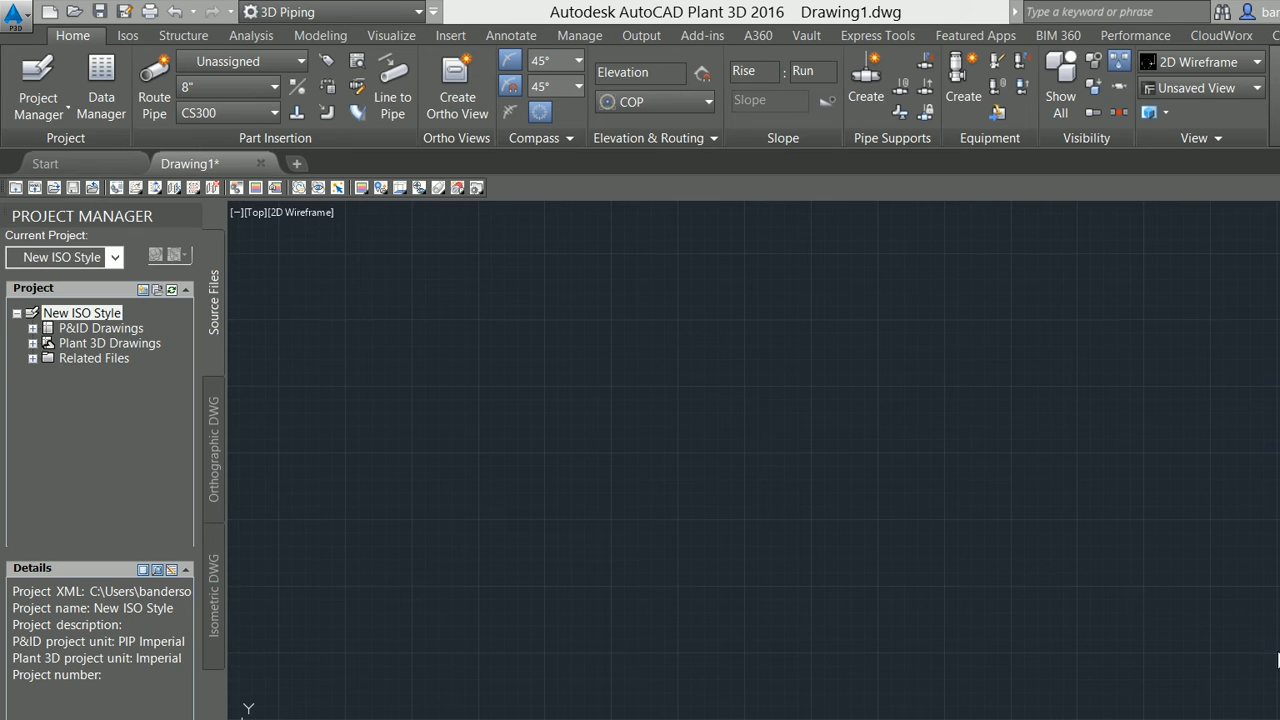 3D Piping
Autodesk AutoCAD Plant 3D 2016 Drawing1.dwg
Type a keyword or phrase
P3D
Home Isos Structure Analysis Modeling Visualize Insert Annotate Manage Output Add-ins A360 Vault Express Tools Featured Apps BIM 360 Performance CloudWorx
Project Manager
Data Manager
Project
Route Pipe
Unassigned
8"
CS300
Line to Pipe
Part Insertion
Create Ortho View
Ortho Views
45°
45°
Compass
Elevation
COP
Elevation & Routing
Rise : Run
Slope
Slope
Create
Pipe Supports
Create
Equipment
Show All
Visibility
2D Wireframe
Unsaved View
View
Start
Drawing1*
PROJECT MANAGER
Current Project:
New ISO Style
Project
New ISO Style
P&ID Drawings
Plant 3D Drawings
Related Files
Source Files
Orthographic DWG
Isometric DWG
[−][Top][2D Wireframe]
Details
Project XML: C:\Users\banderso
Project name: New ISO Style
Project description:
P&ID project unit: PIP Imperial
Plant 3D project unit: Imperial
Project number:
Y